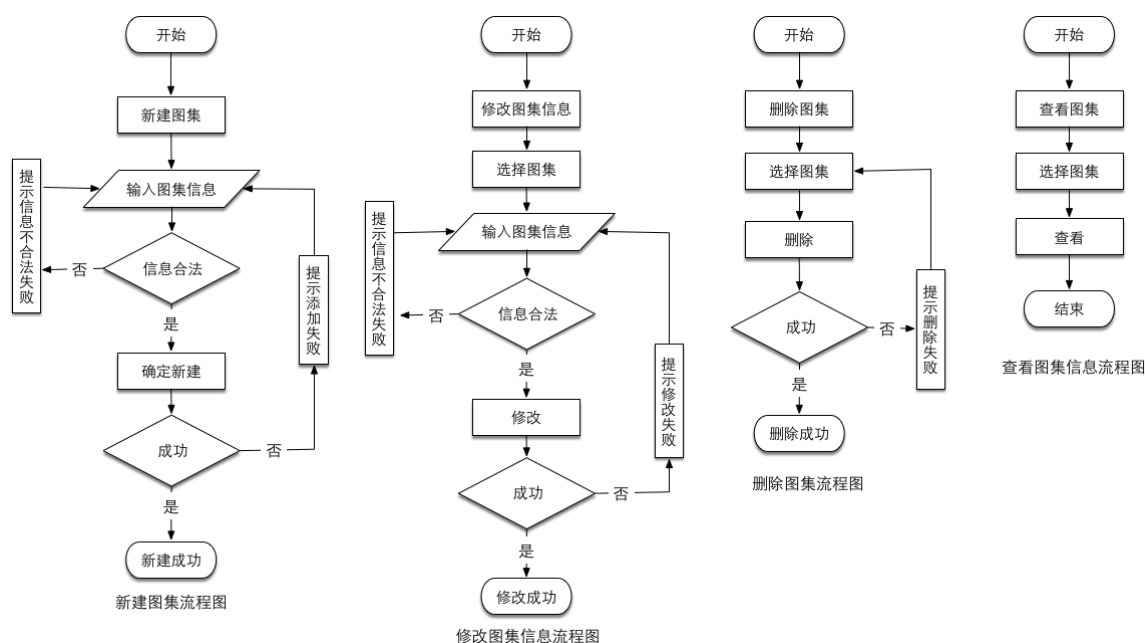 开始
新建图集
输入图集信息
提示信息不合法失败
信息合法
否
是
提示添加失败
确定新建
成功
否
是
新建成功
新建图集流程图
开始
修改图集信息
选择图集
输入图集信息
提示信息不合法失败
信息合法
否
是
提示修改失败
修改
成功
否
是
修改成功
修改图集信息流程图
开始
删除图集
选择图集
删除
成功
否
提示删除失败
是
删除成功
删除图集流程图
开始
查看图集
选择图集
查看
结束
查看图集信息流程图